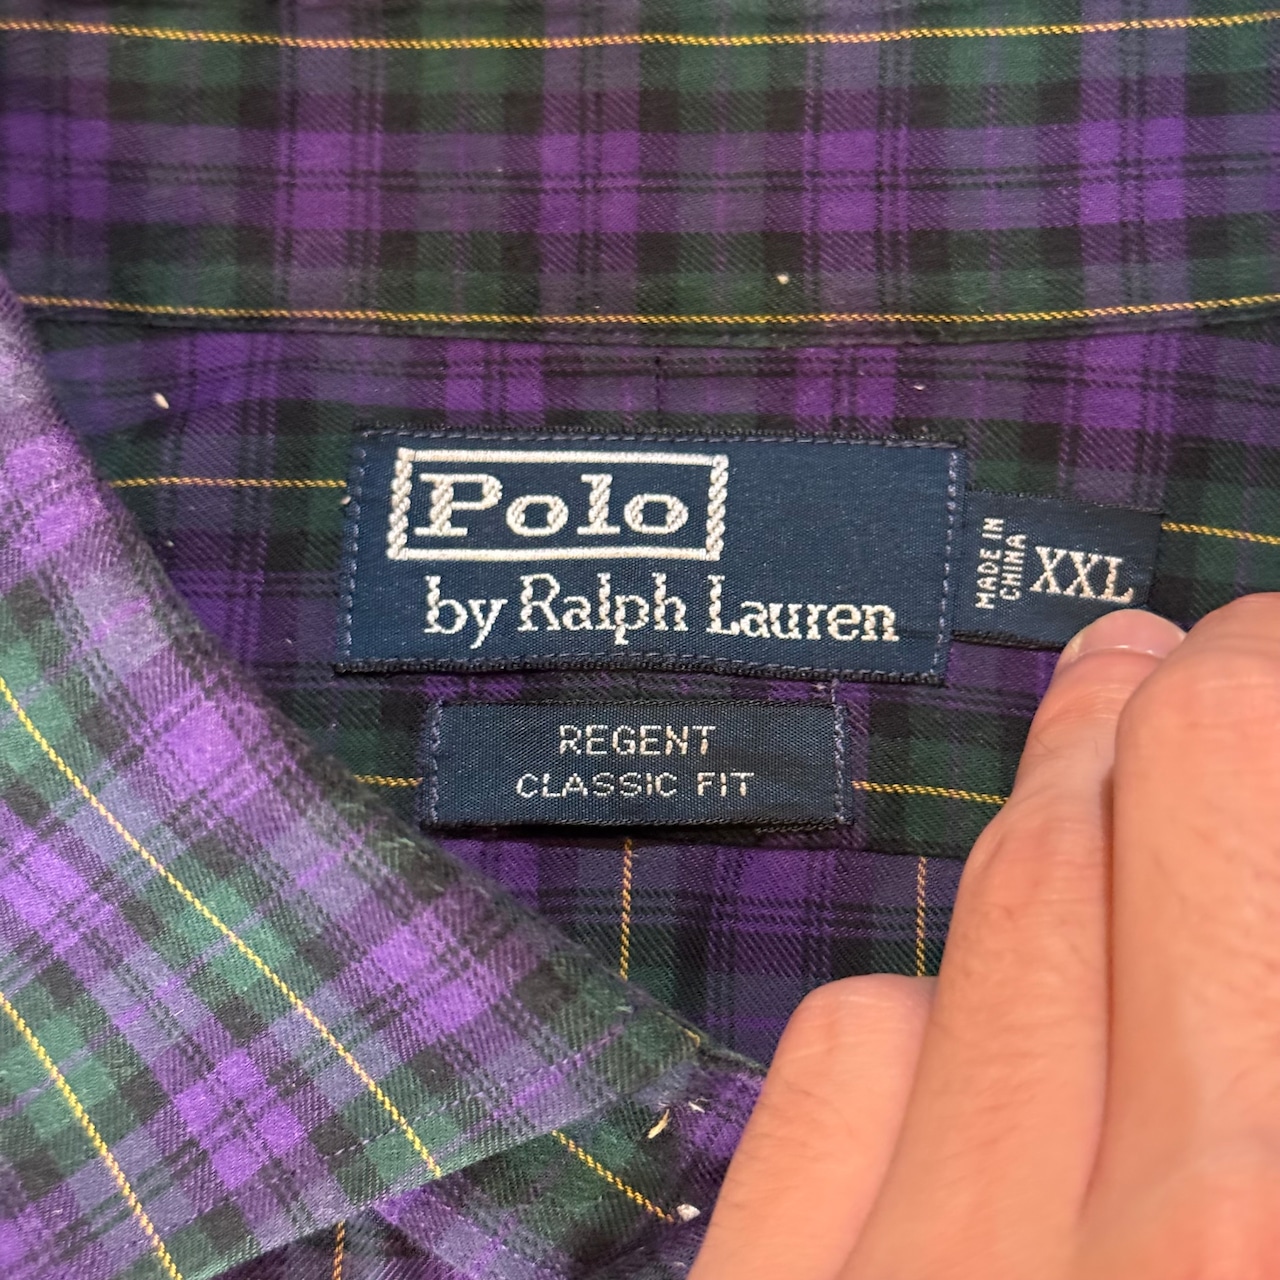 Polo
by Ralph Lauren
MADE IN
CHINA
XXL
REGENT
CLASSIC FIT